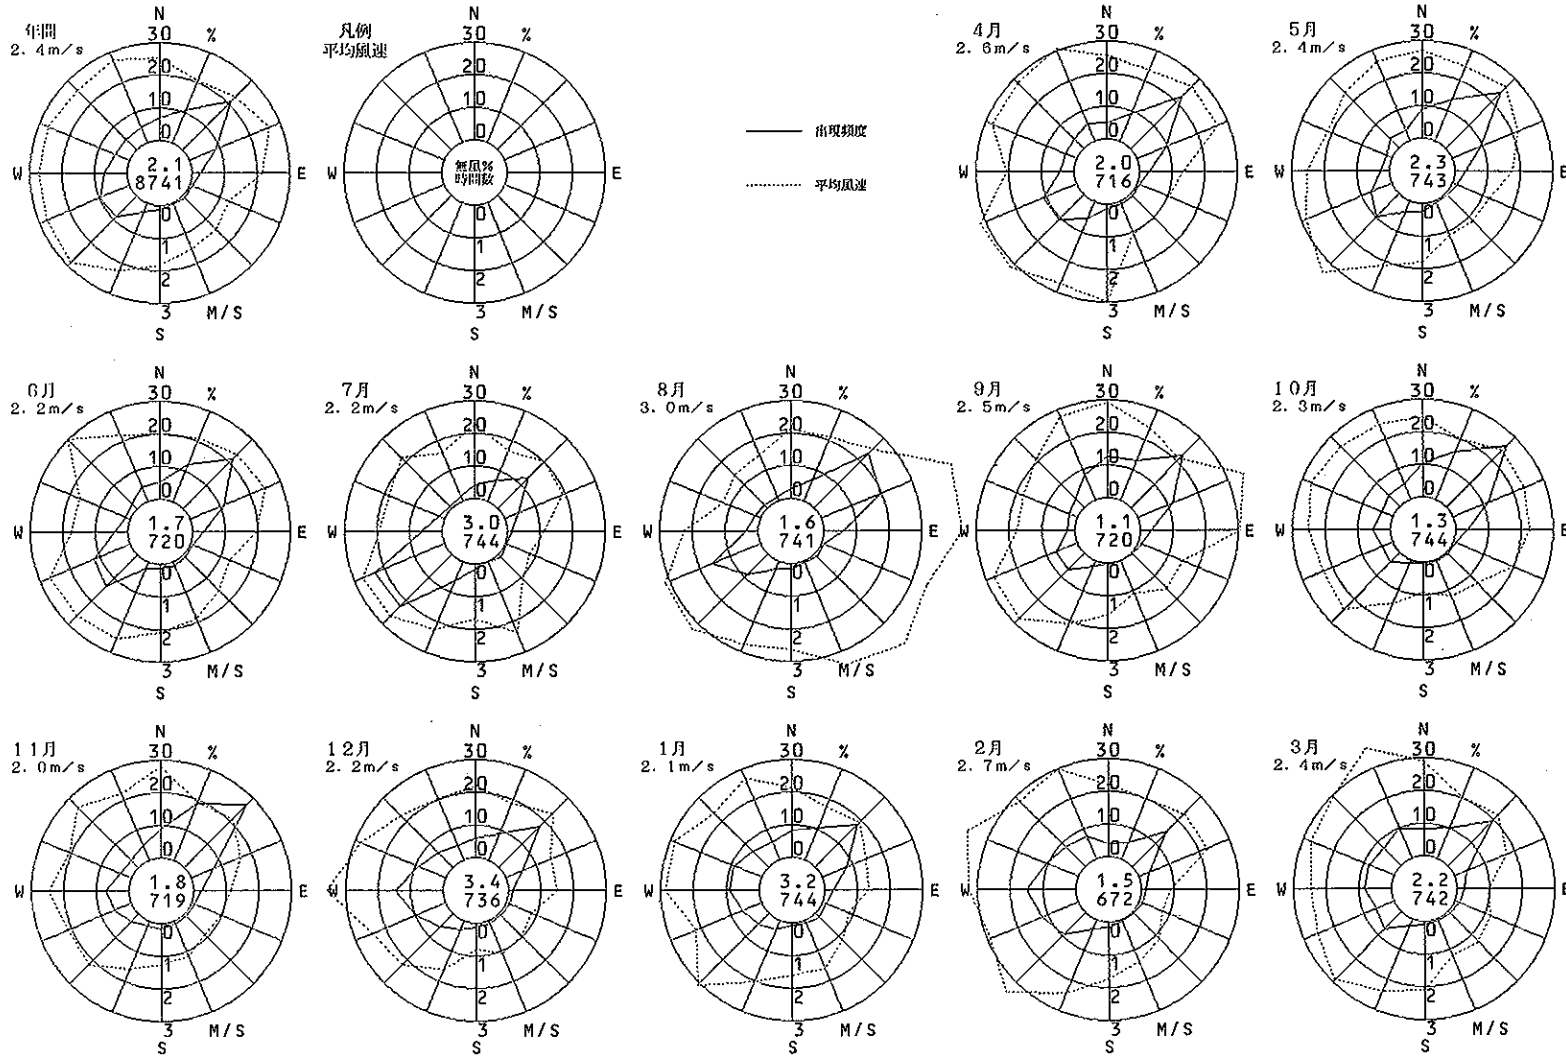 年間
2.4m/s
N
30 %
20
10
0
W
2.1
8741
E
0
1
2
3 M/S
S
凡例
平均風速
N
30 %
20
10
0
W
無風%
時間数
E
0
1
2
3 M/S
S
出現頻度
平均風速
4月
2.6m/s
N
30 %
20
10
0
W
2.0
716
E
0
1
2
3 M/S
S
5月
2.4m/s
N
30 %
20
10
0
W
2.3
743
E
0
1
2
3 M/S
S
6月
2.2m/s
N
30 %
20
10
0
W
1.7
720
E
0
1
2
3 M/S
S
7月
2.2m/s
N
30 %
20
10
0
W
3.0
744
E
0
1
2
3 M/S
S
8月
3.0m/s
N
30 %
20
10
0
W
1.6
741
E
0
1
2
3 M/S
S
9月
2.5m/s
N
30 %
20
10
0
W
1.1
720
E
0
1
2
3 M/S
S
10月
2.3m/s
N
30 %
20
10
0
W
1.3
744
E
0
1
2
3 M/S
S
11月
2.0m/s
N
30 %
20
10
0
W
1.8
719
E
0
1
2
3 M/S
S
12月
2.2m/s
N
30 %
20
10
0
W
3.4
736
E
0
1
2
3 M/S
S
1月
2.1m/s
N
30 %
20
10
0
W
3.2
744
E
0
1
2
3 M/S
S
2月
2.7m/s
N
30 %
20
10
0
W
1.5
672
E
0
1
2
3 M/S
S
3月
2.4m/s
N
30 %
20
10
0
W
2.2
742
E
0
1
2
3 M/S
S